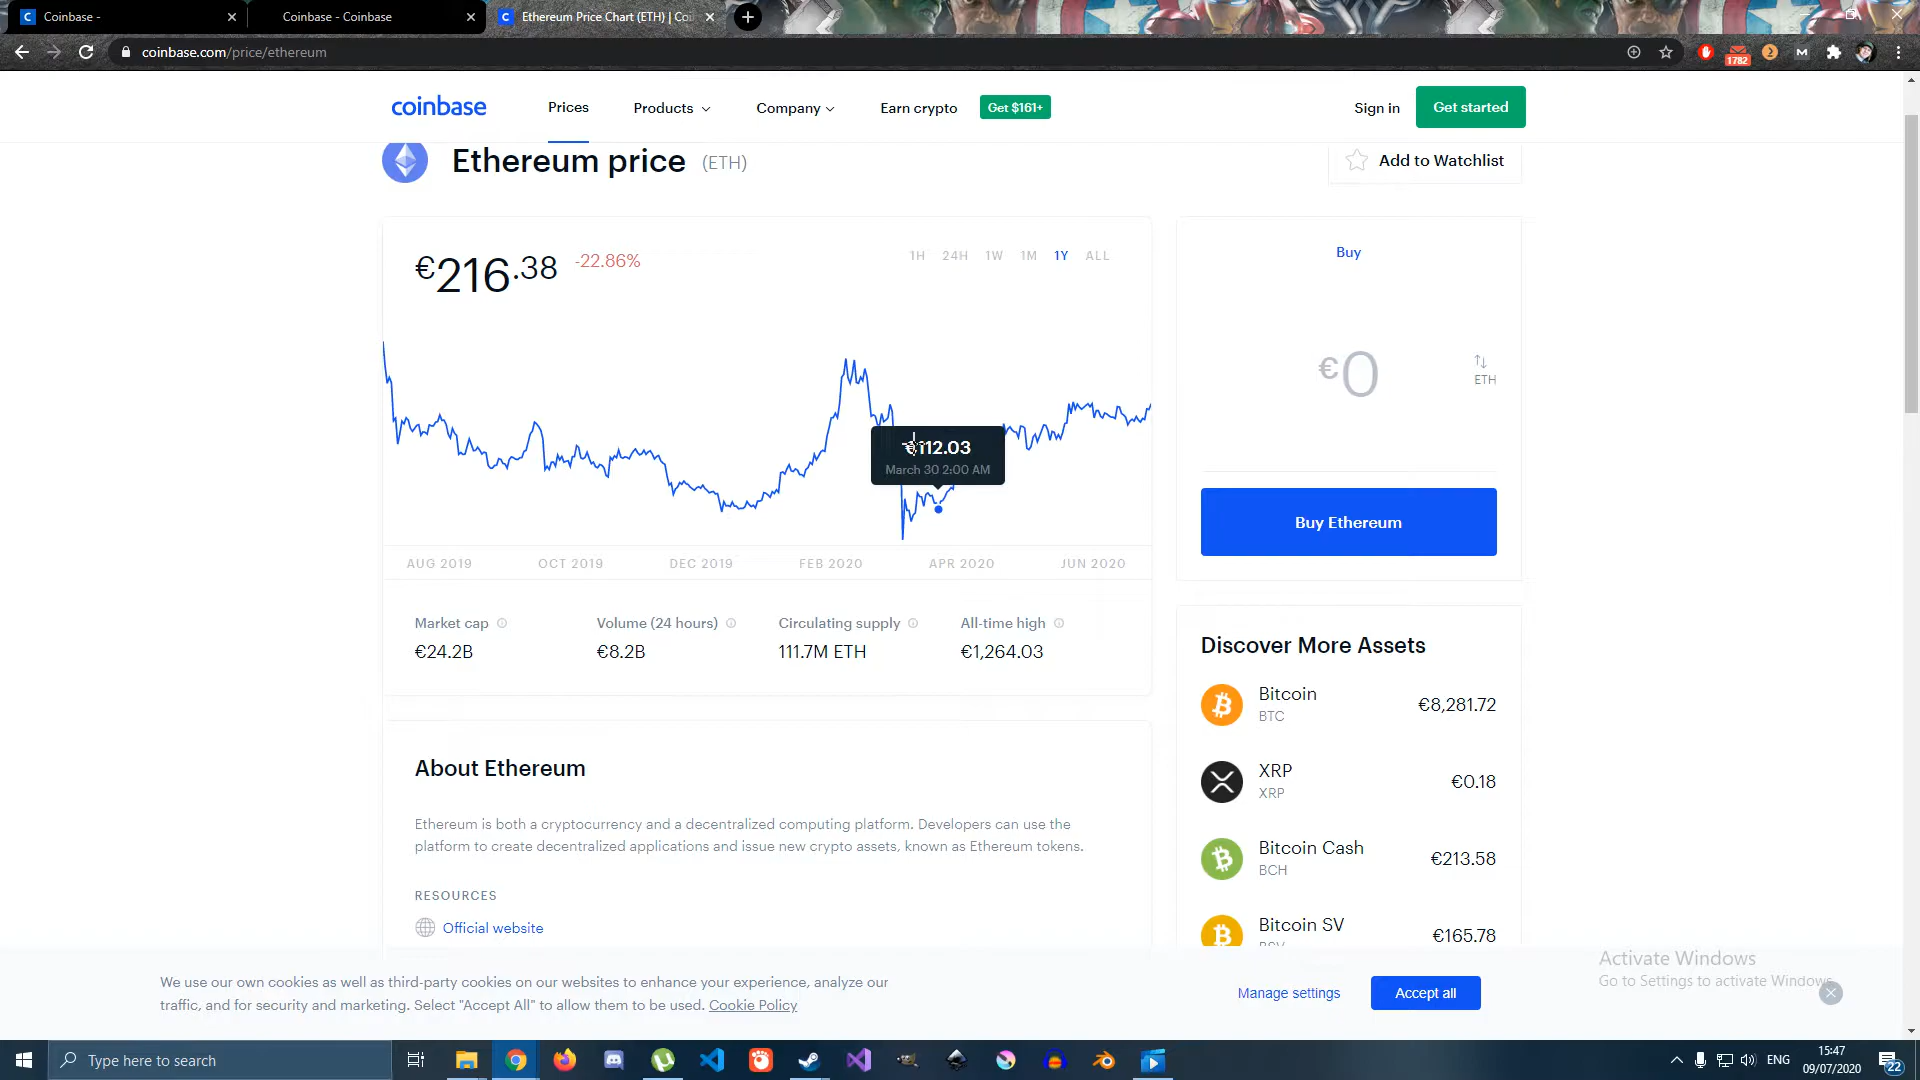 Coinbase -
Coinbase - Coinbase
Ethereum Price Chart (ETH) | Coi
coinbase.com/price/ethereum
1782
coinbase
Prices
Products
Company
Earn crypto
Get $161+
Sign in
Get started
Ethereum price (ETH)
Add to Watchlist
€216.38 -22.86%
1H 24H 1W 1M 1Y ALL
€112.03
March 30 2:00 AM
AUG 2019 OCT 2019 DEC 2019 FEB 2020 APR 2020 JUN 2020
Market cap
€24.2B
Volume (24 hours)
€8.2B
Circulating supply
111.7M ETH
All-time high
€1,264.03
Buy
€0
ETH
Buy Ethereum
Discover More Assets
Bitcoin
BTC
€8,281.72
XRP
XRP
€0.18
Bitcoin Cash
BCH
€213.58
Bitcoin SV
BSV
€165.78
About Ethereum
Ethereum is both a cryptocurrency and a decentralized computing platform. Developers can use the
platform to create decentralized applications and issue new crypto assets, known as Ethereum tokens.
RESOURCES
Official website
We use our own cookies as well as third-party cookies on our websites to enhance your experience, analyze our
traffic, and for security and marketing. Select "Accept All" to allow them to be used. Cookie Policy
Manage settings
Accept all
Activate Windows
Go to Settings to activate Windows.
Type here to search
ENG
15:47
09/07/2020
22